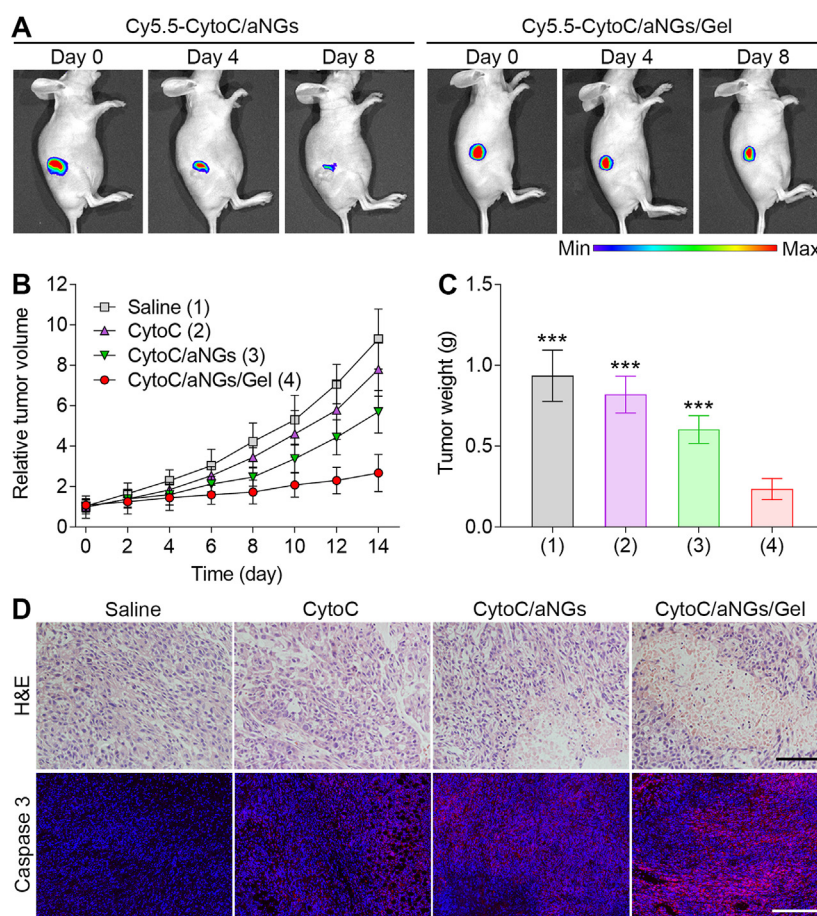 A
Cy5.5-CytoC/aNGs
Cy5.5-CytoC/aNGs/Gel
Day 0 Day 4 Day 8 Day 0 Day 4 Day 8
Min Max
B
Relative tumor volume
12
10
8
6
4
2
0
Saline (1)
CytoC (2)
CytoC/aNGs (3)
CytoC/aNGs/Gel (4)
0 2 4 6 8 10 12 14
Time (day)
C
Tumor weight (g)
1.5
1.0
0.5
0.0
***
***
***
(1) (2) (3) (4)
D
Saline CytoC CytoC/aNGs CytoC/aNGs/Gel
H&E
Caspase 3